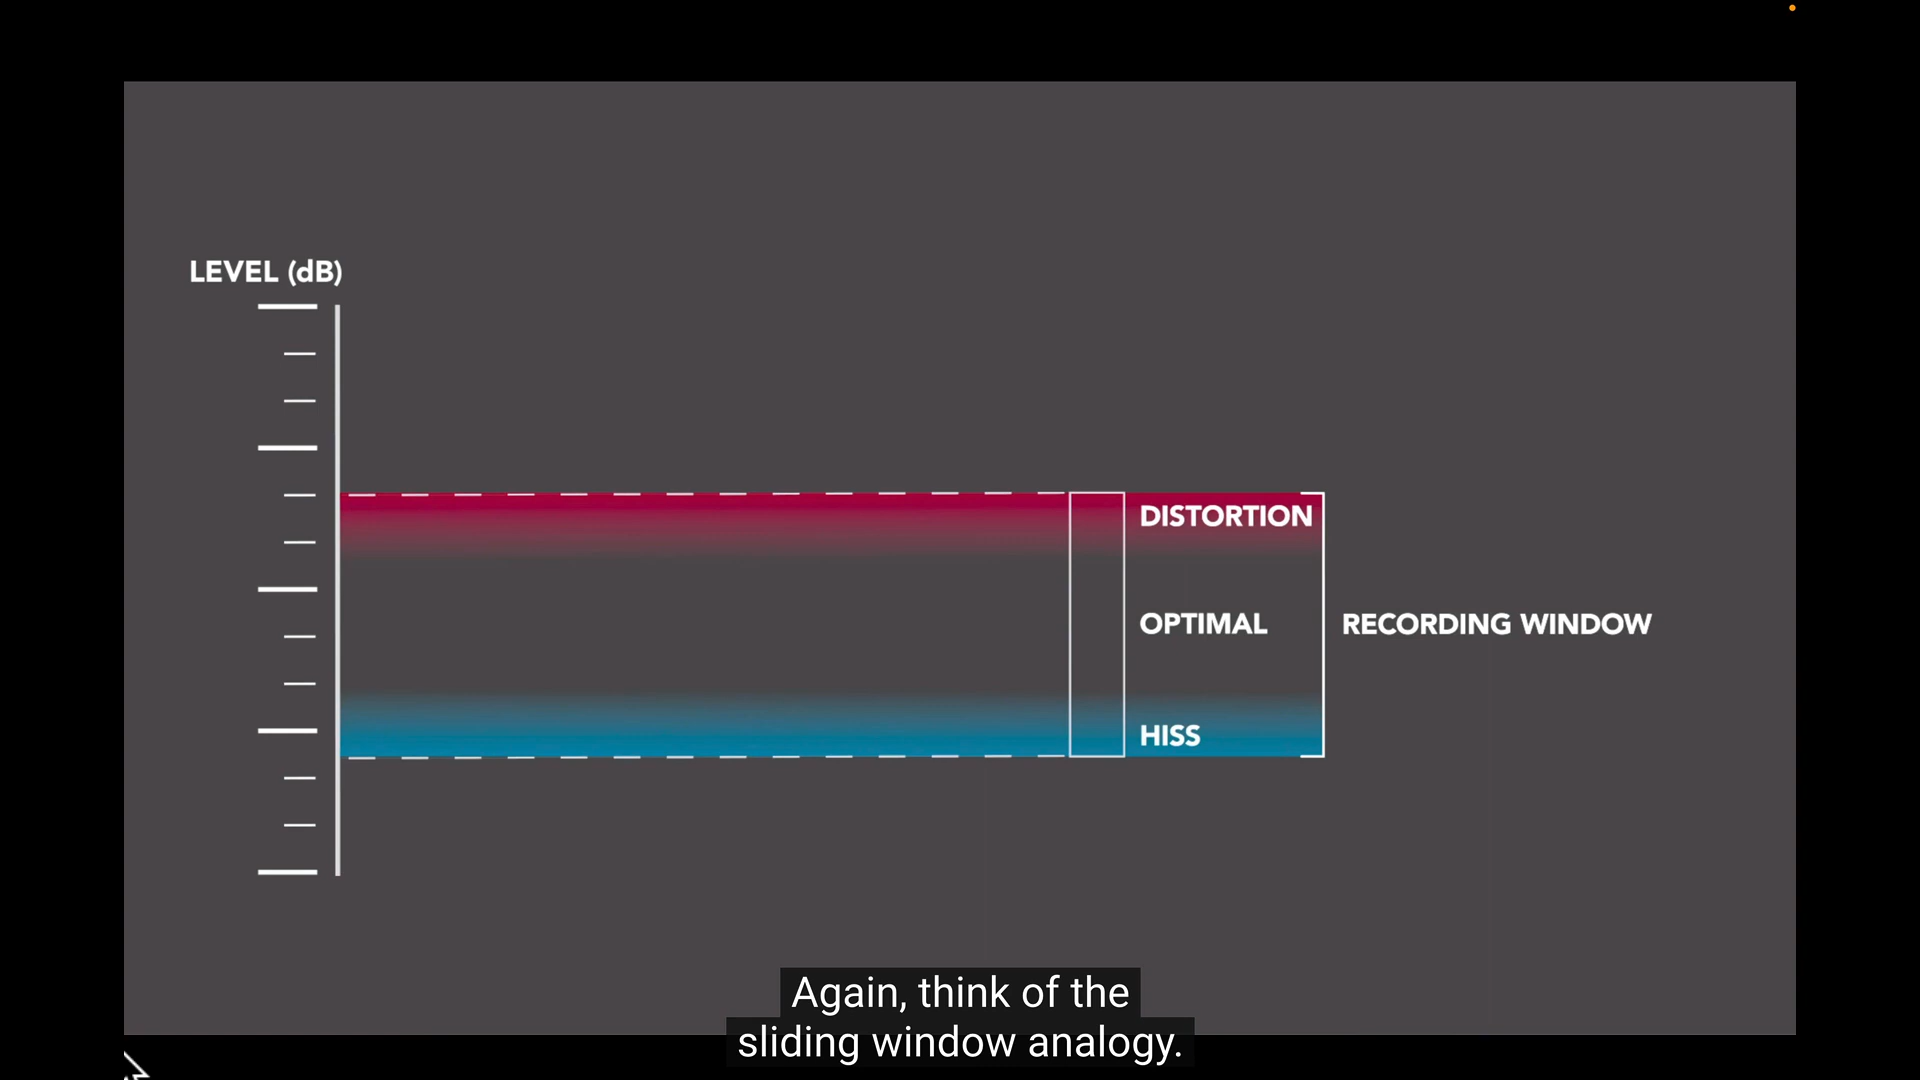 LEVEL (dB)
DISTORTION
OPTIMAL
RECORDING WINDOW
HISS
Again, think of the
sliding window analogy.